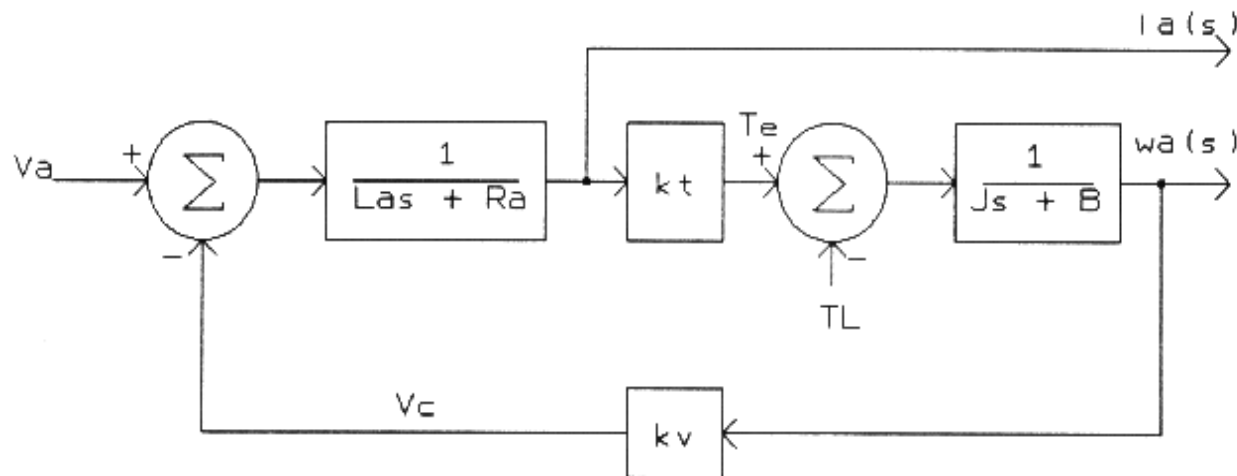 Ia(s)
Va
+
Σ
1
Las + Ra
kt
Te
+
Σ
1
Js + B
wa(s)
-
-
TL
Vc
kv